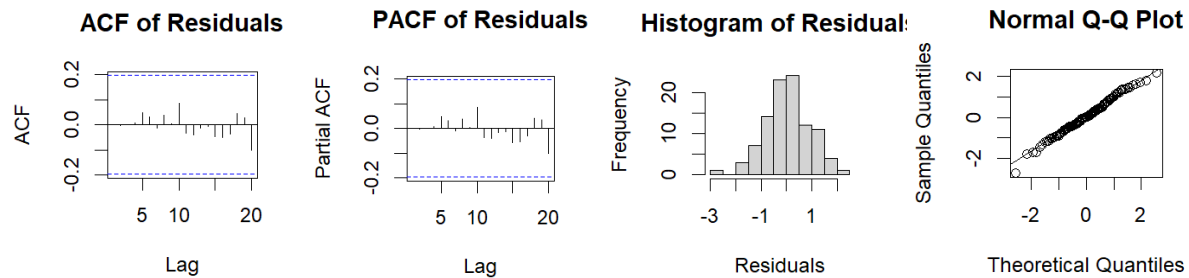 ACF of Residuals
ACF
0.2
0.0
-0.2
5
10
20
Lag
PACF of Residuals
Partial ACF
0.2
0.0
-0.2
5
10
20
Lag
Histogram of Residuals
Frequency
20
10
0
-3
-1
1
Residuals
Normal Q-Q Plot
Sample Quantiles
2
0
-2
-2
0
2
Theoretical Quantiles